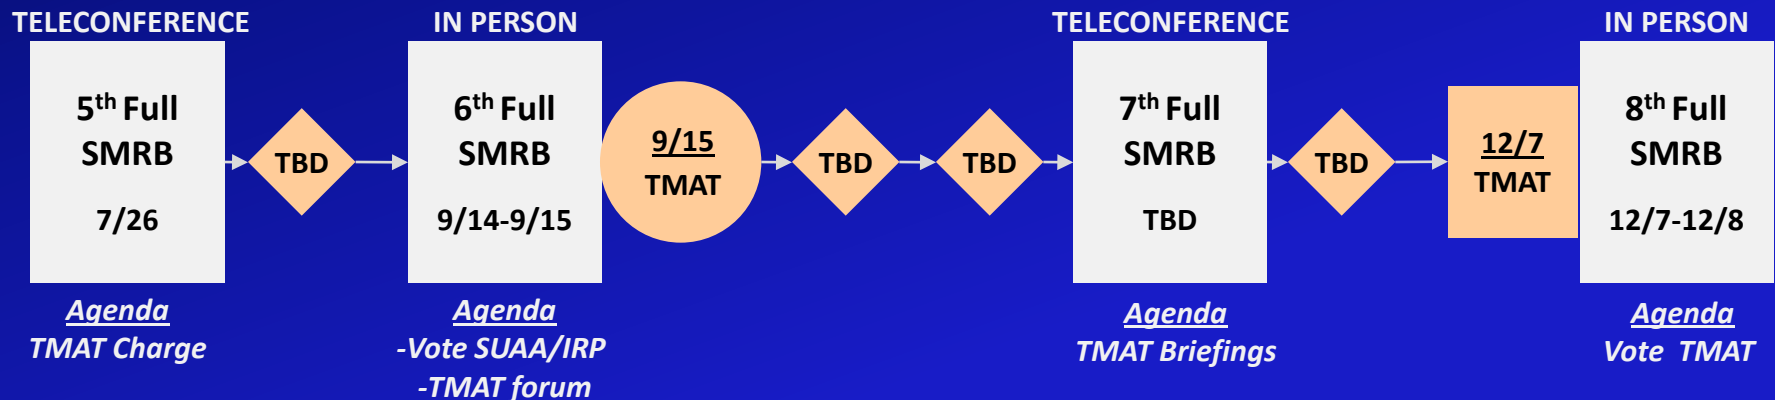 TELECONFERENCE
5th Full
SMRB
7/26
Agenda
TMAT Charge
TBD
IN PERSON
6th Full
SMRB
9/14-9/15
Agenda
-Vote SUAA/IRP
-TMAT forum
9/15
TMAT
TBD
TBD
TELECONFERENCE
7th Full
SMRB
TBD
Agenda
TMAT Briefings
TBD
12/7
TMAT
IN PERSON
8th Full
SMRB
12/7-12/8
Agenda
Vote TMAT